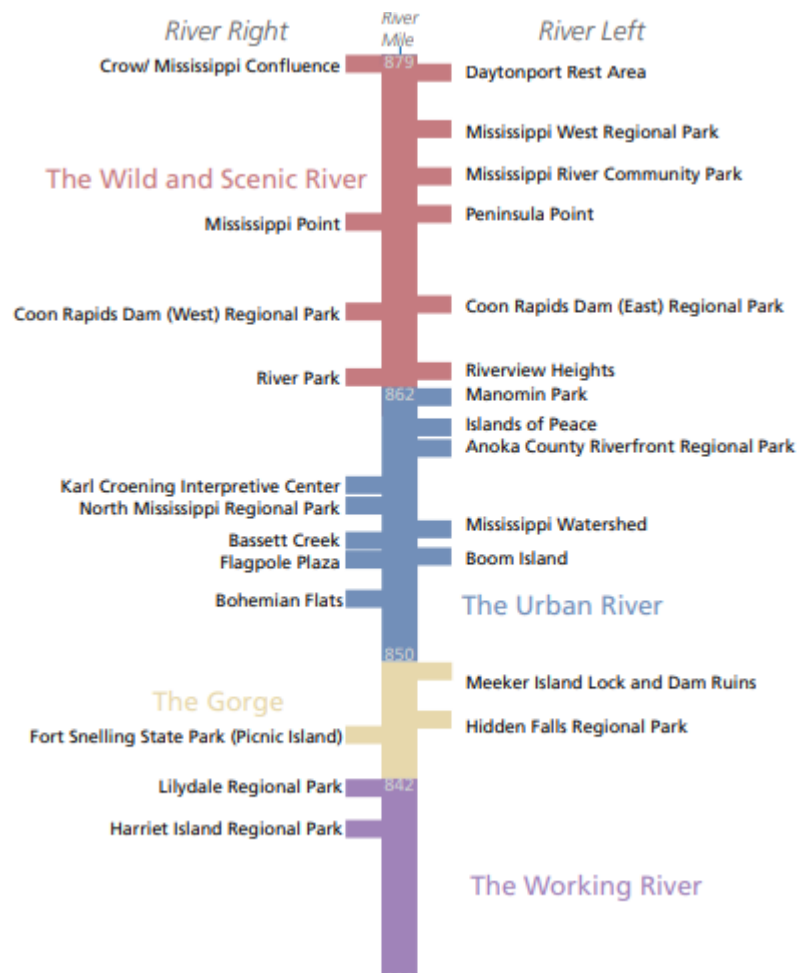 River Right
River
Mile
River Left
Crow/ Mississippi Confluence
879
Daytonport Rest Area
Mississippi West Regional Park
The Wild and Scenic River
Mississippi River Community Park
Mississippi Point
Peninsula Point
Coon Rapids Dam (West) Regional Park
Coon Rapids Dam (East) Regional Park
River Park
Riverview Heights
862
Manomin Park
Islands of Peace
Anoka County Riverfront Regional Park
Karl Croening Interpretive Center
North Mississippi Regional Park
Mississippi Watershed
Bassett Creek
Flagpole Plaza
Boom Island
Bohemian Flats
The Urban River
850
Meeker Island Lock and Dam Ruins
The Gorge
Hidden Falls Regional Park
Fort Snelling State Park (Picnic Island)
Lilydale Regional Park
842
Harriet Island Regional Park
The Working River